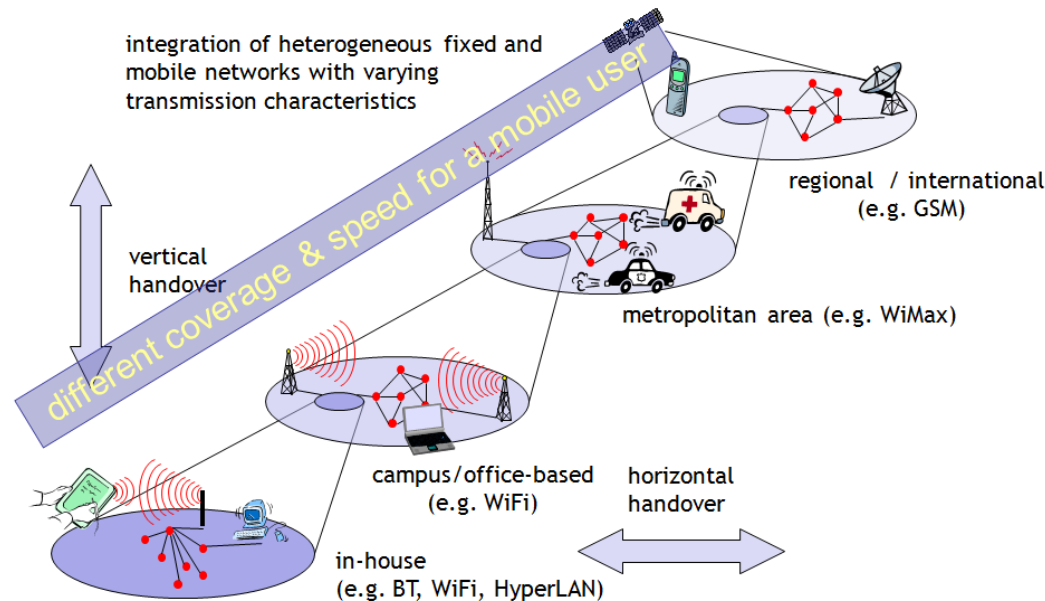 integration of heterogeneous fixed and
mobile networks with varying
transmission characteristics
different coverage & speed for a mobile user
regional / international
(e.g. GSM)
vertical
handover
metropolitan area (e.g. WiMax)
campus/office-based
(e.g. WiFi)
horizontal
handover
in-house
(e.g. BT, WiFi, HyperLAN)